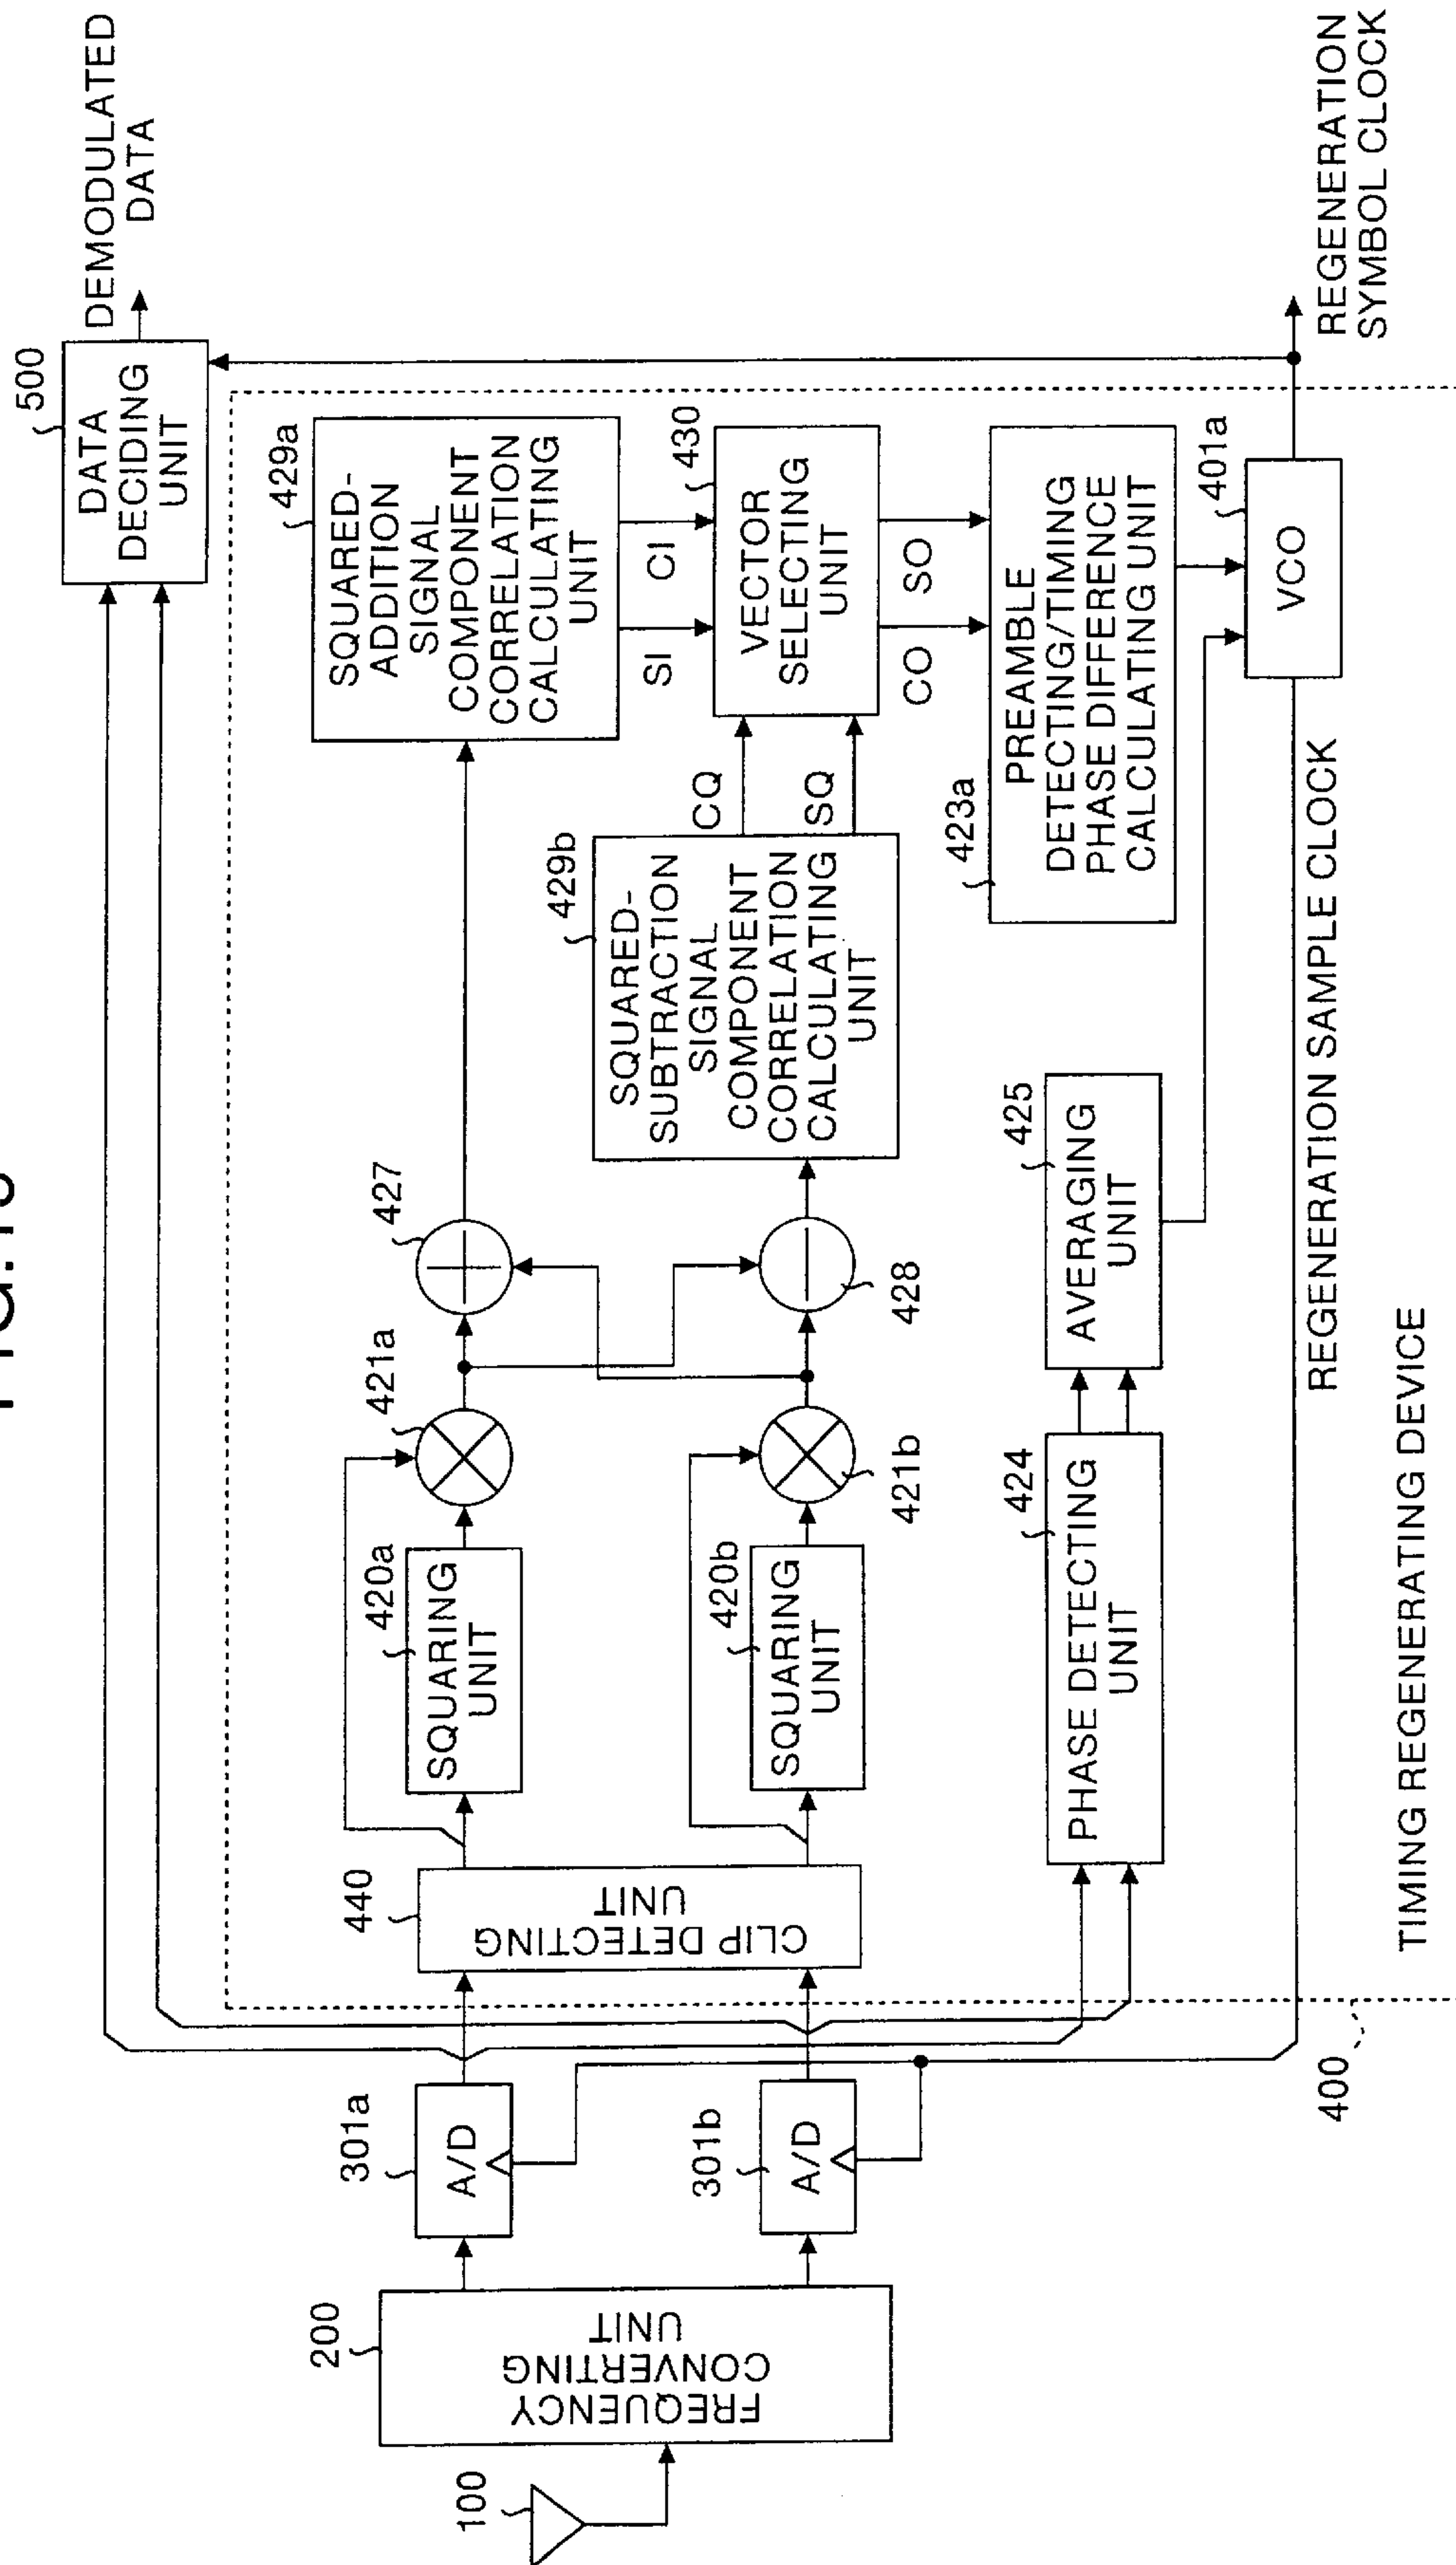 500
DATA
DECIDING
UNIT
DEMODULATED
DATA
100
200
FREQUENCY
CONVERTING
UNIT
301a
A/D
301b
A/D
440
CLIP DETECTING
UNIT
420a
SQUARING
UNIT
421a
427
429a
SQUARED-
ADDITION
SIGNAL
COMPONENT
CORRELATION
CALCULATING
UNIT
420b
SQUARING
UNIT
421b
428
429b
SQUARED-
SUBTRACTION
SIGNAL
COMPONENT
CORRELATION
CALCULATING
UNIT
SI
CI
CQ
SQ
430
VECTOR
SELECTING
UNIT
CO
SO
423a
PREAMBLE
DETECTING/TIMING
PHASE DIFFERENCE
CALCULATING UNIT
424
PHASE DETECTING
UNIT
425
AVERAGING
UNIT
401a
VCO
REGENERATION SAMPLE CLOCK
REGENERATION
SYMBOL CLOCK
400
TIMING REGENERATING DEVICE